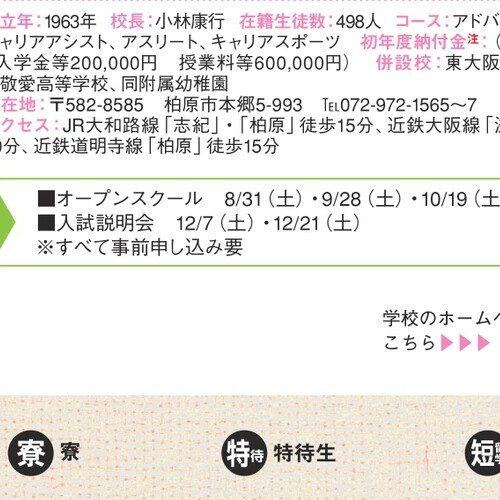 立年：1963年 校長：小林康行 在籍生徒数：498人 コース：アドバ
ャリアアシスト、アスリート、キャリアスポーツ 初年度納付金注：（
入学金等200,000円 授業料等600,000円） 併設校：東大阪
敬愛高等学校、同附属幼稚園
在地：〒582-8585 柏原市本郷5-993 ℡072-972-1565～7
クセス：JR大和路線「志紀」・「柏原」徒歩15分、近鉄大阪線「法
分、近鉄道明寺線「柏原」徒歩15分
■オープンスクール 8/31（土）・9/28（土）・10/19（土
■入試説明会 12/7（土）・12/21（土）
※すべて事前申し込み要
学校のホームペ
こちら▶▶▶
寮 寮 特待 特待生 短